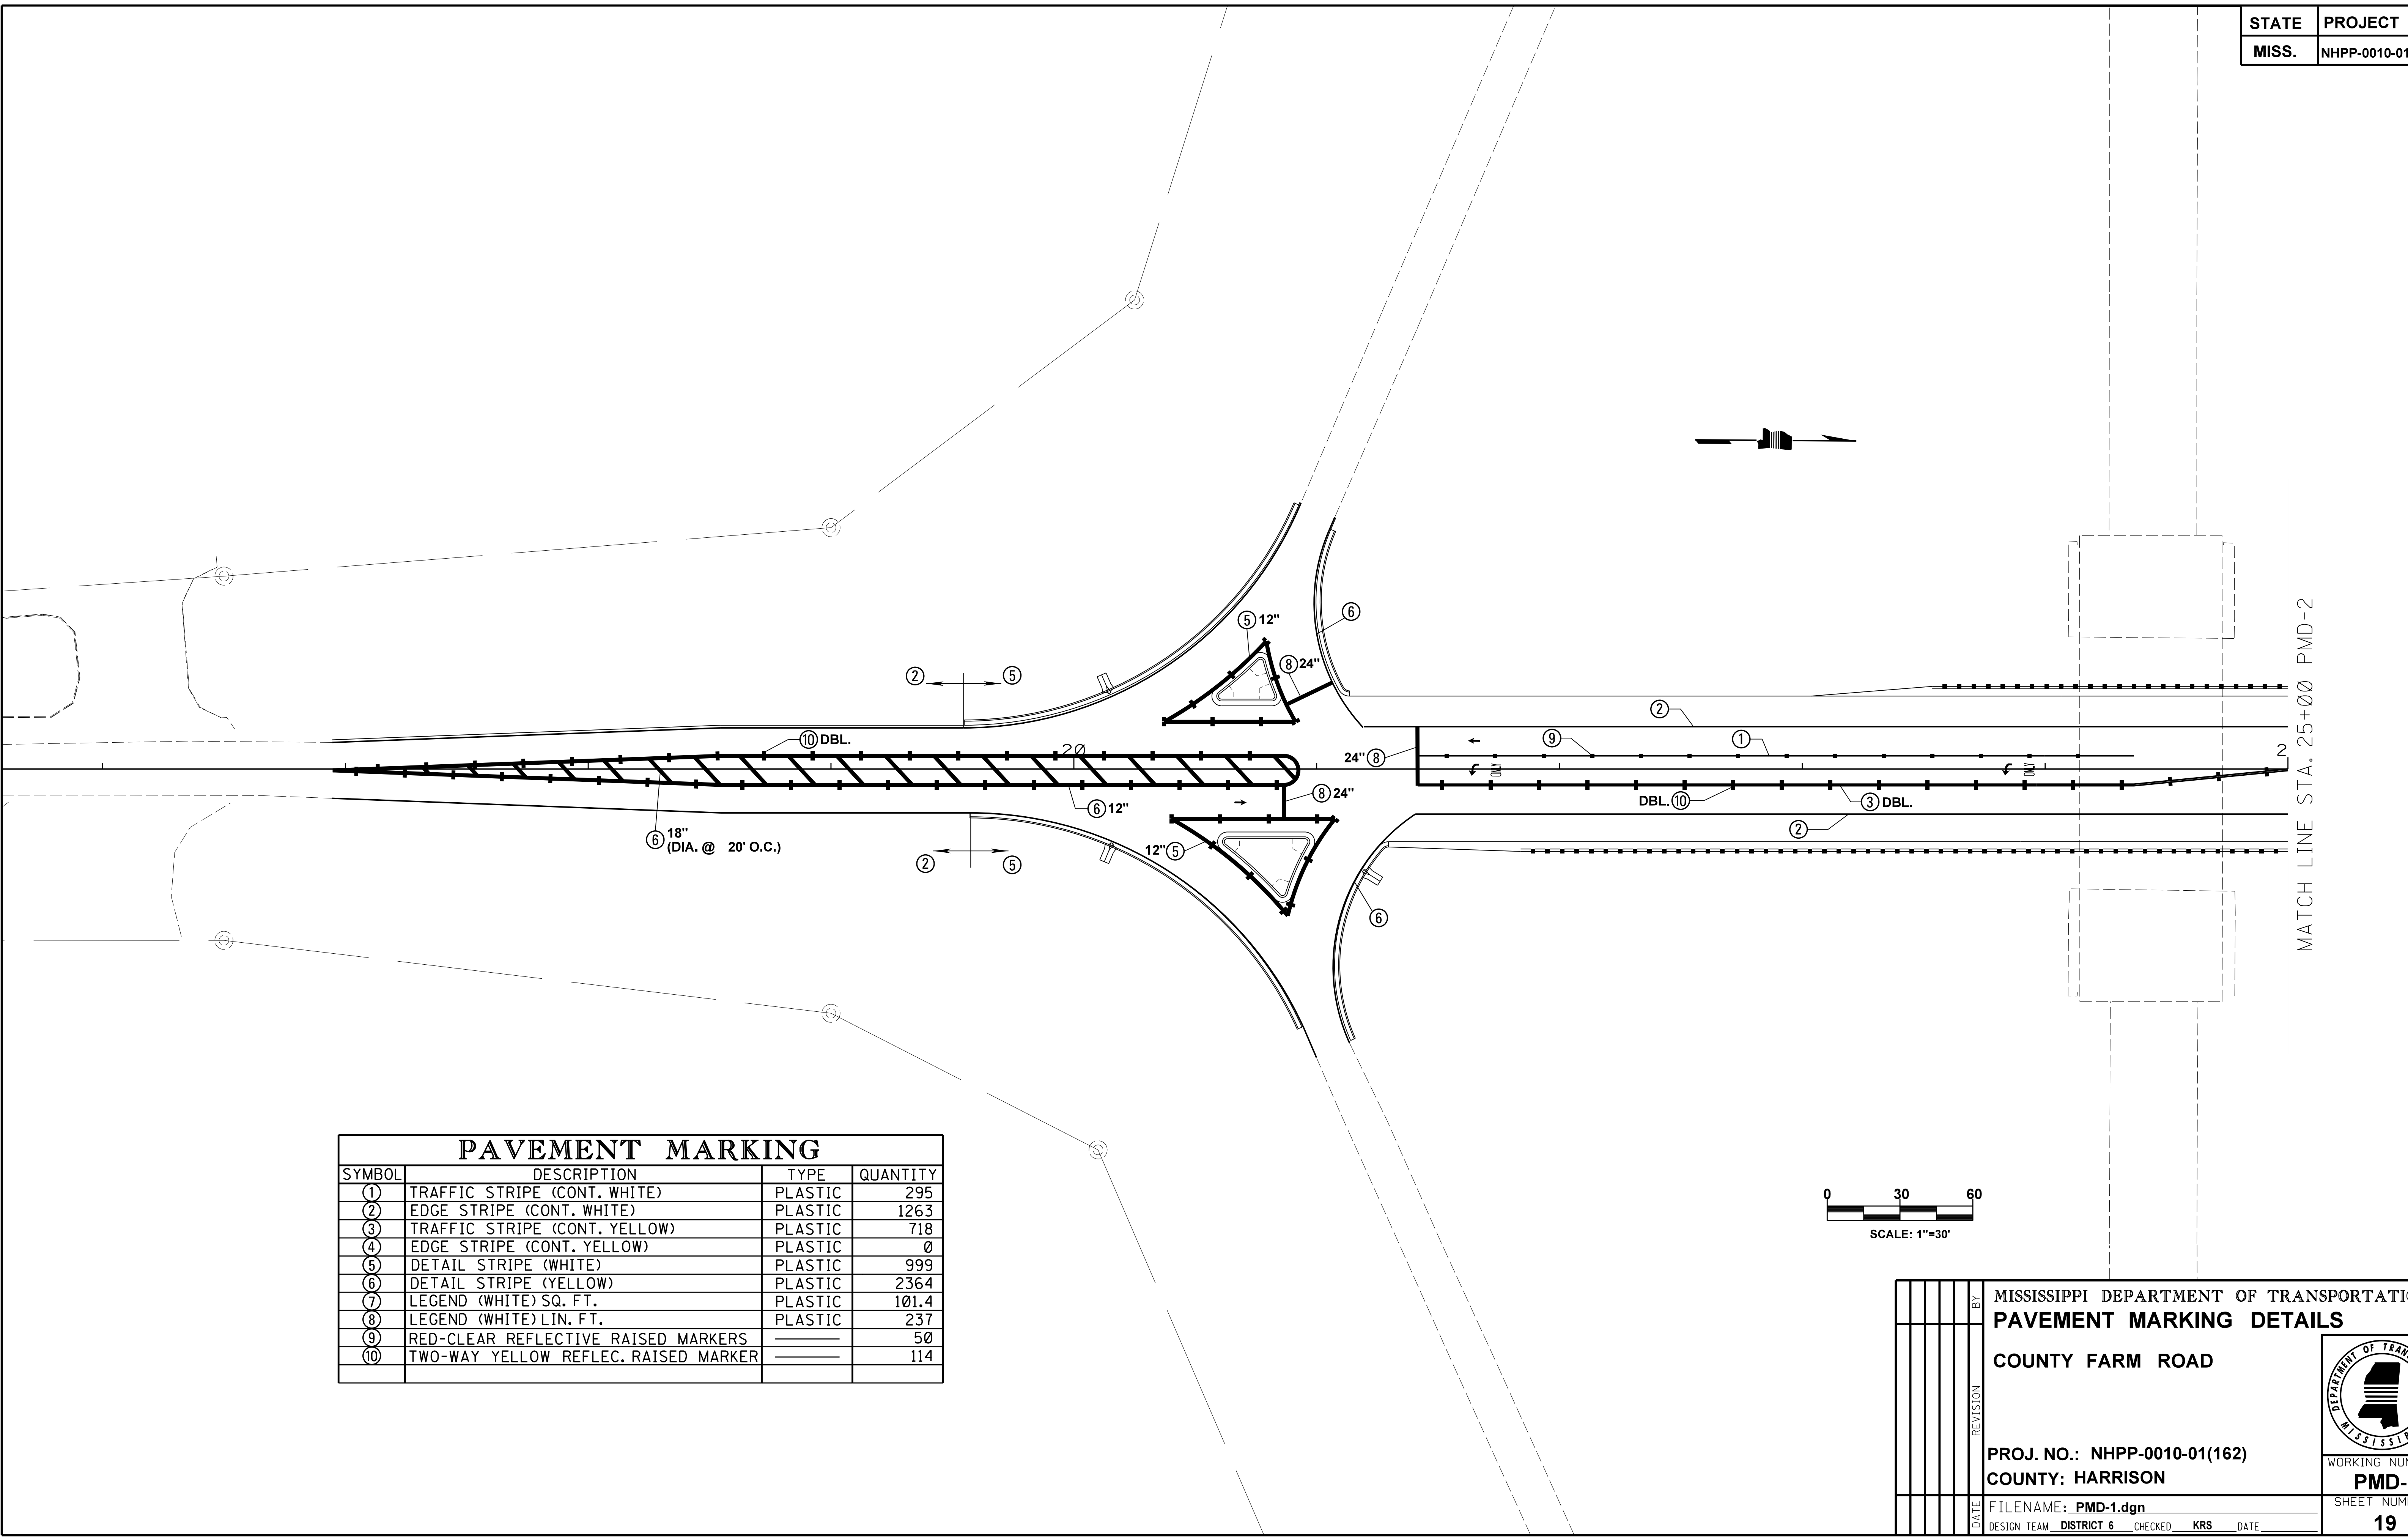 STATE PROJECT
MISS. NHPP-0010-01
⑤ 12"
⑥
⑧ 24"
② ⑤
②
⑩ DBL.
20
⑨
①
24" ⑧
2
ONLY
ONLY
⑧ 24"
⑥ 12"
DBL. ⑩
③ DBL.
②
⑥ 18"
(DIA. @ 20' O.C.)
12" ⑤
② ⑤
⑥
MATCH LINE STA. 25+00 PMD-2
PAVEMENT MARKING
SYMBOL DESCRIPTION TYPE QUANTITY
① TRAFFIC STRIPE (CONT. WHITE) PLASTIC 295
② EDGE STRIPE (CONT. WHITE) PLASTIC 1263
③ TRAFFIC STRIPE (CONT. YELLOW) PLASTIC 718
④ EDGE STRIPE (CONT. YELLOW) PLASTIC 0
⑤ DETAIL STRIPE (WHITE) PLASTIC 999
⑥ DETAIL STRIPE (YELLOW) PLASTIC 2364
⑦ LEGEND (WHITE) SQ. FT. PLASTIC 101.4
⑧ LEGEND (WHITE) LIN. FT. PLASTIC 237
⑨ RED-CLEAR REFLECTIVE RAISED MARKERS 50
⑩ TWO-WAY YELLOW REFLEC. RAISED MARKER 114
0 30 60
SCALE: 1"=30'
BY
REVISION
DATE
MISSISSIPPI DEPARTMENT OF TRANSPORTATI
PAVEMENT MARKING DETAILS
COUNTY FARM ROAD
DEPARTMENT OF TRAN
MISSISSIP
PROJ. NO.: NHPP-0010-01(162)
COUNTY: HARRISON
WORKING NUM
PMD-
FILENAME: PMD-1.dgn
SHEET NUM
19
DESIGN TEAM DISTRICT 6 CHECKED KRS DATE